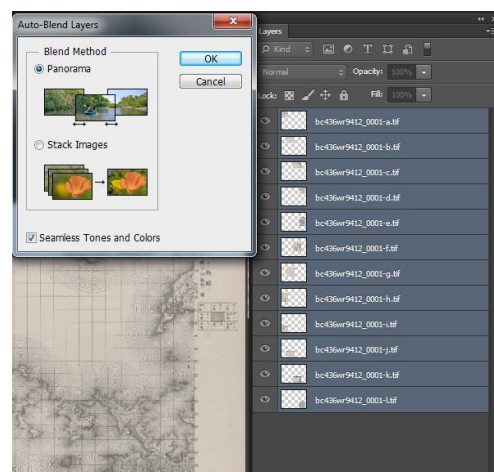 Auto-Blend Layers
Blend Method
Panorama
Stack Images
Seamless Tones and Colors
OK
Cancel
Layers
Kind
Normal
Opacity: 100%
Lock:
Fill: 100%
bc436wr9412_0001-a.tif
bc436wr9412_0001-b.tif
bc436wr9412_0001-c.tif
bc436wr9412_0001-d.tif
bc436wr9412_0001-e.tif
bc436wr9412_0001-f.tif
bc436wr9412_0001-g.tif
bc436wr9412_0001-h.tif
bc436wr9412_0001-i.tif
bc436wr9412_0001-j.tif
bc436wr9412_0001-k.tif
bc436wr9412_0001-l.tif